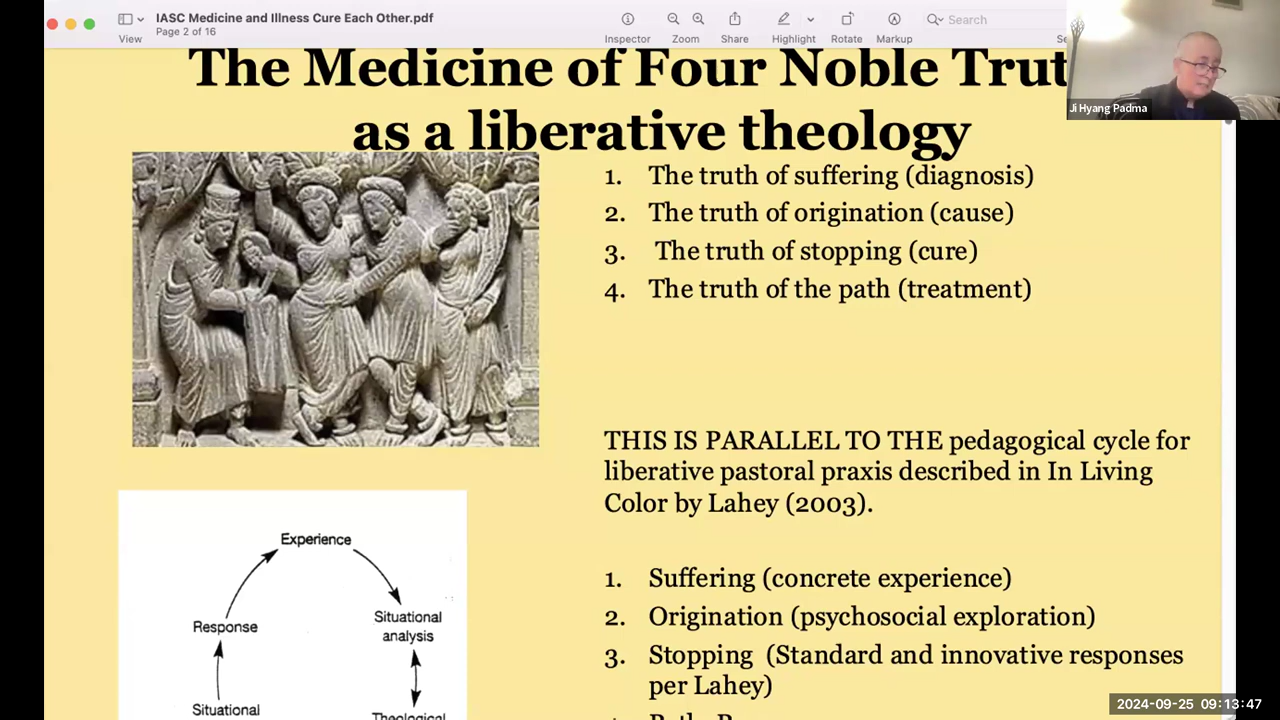 IASC Medicine and Illness Cure Each Other.pdf
Page 2 of 16
View
Inspector
Zoom
Share
Highlight
Rotate
Markup
Search
The Medicine of Four Noble
as a liberative theology
Ji Hyang Padma
1. The truth of suffering (diagnosis)
2. The truth of origination (cause)
3. The truth of stopping (cure)
4. The truth of the path (treatment)
THIS IS PARALLEL TO THE pedagogical cycle for
liberative pastoral praxis described in In Living
Color by Lahey (2003).
1. Suffering (concrete experience)
2. Origination (psychosocial exploration)
3. Stopping (Standard and innovative responses
per Lahey)
Experience
Situational
analysis
Theological
Situational
Response
2024-09-25 09:13:47